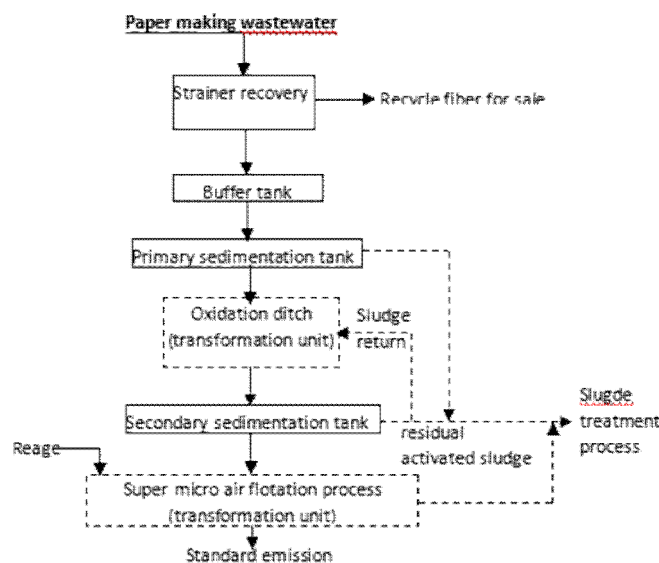 Paper making wastewater
Strainer recovery
Recycle fiber for sale
Buffer tank
Primary sedimentation tank
Oxidation ditch
(transformation unit)
Sludge
return
Secondary sedimentation tank
residual
activated sludge
Slugde
treatment
process
Reage
Super micro air flotation process
(transformation unit)
Standard emission